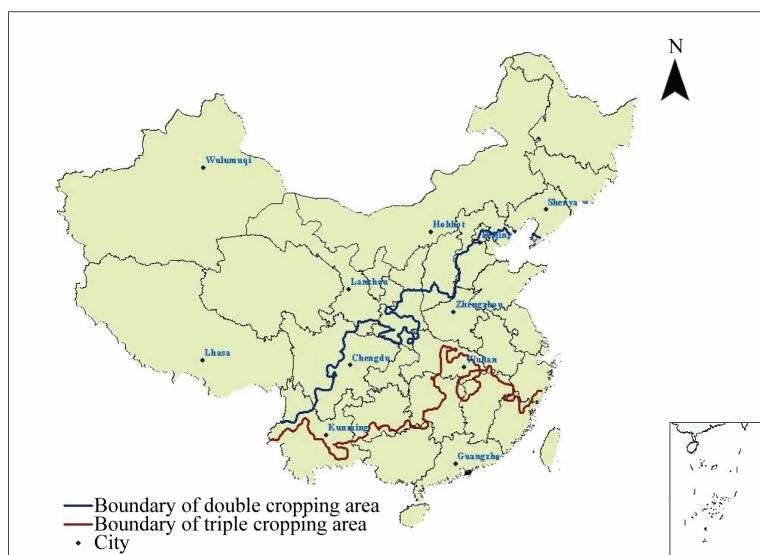 N
Wulumuqi
Shenya
Hohhot
Beijing
Lanzhou
Zhengzhou
Lhasa
Chengdu
Wuhan
Kunming
Guangzho
Boundary of double cropping area
Boundary of triple cropping area
City